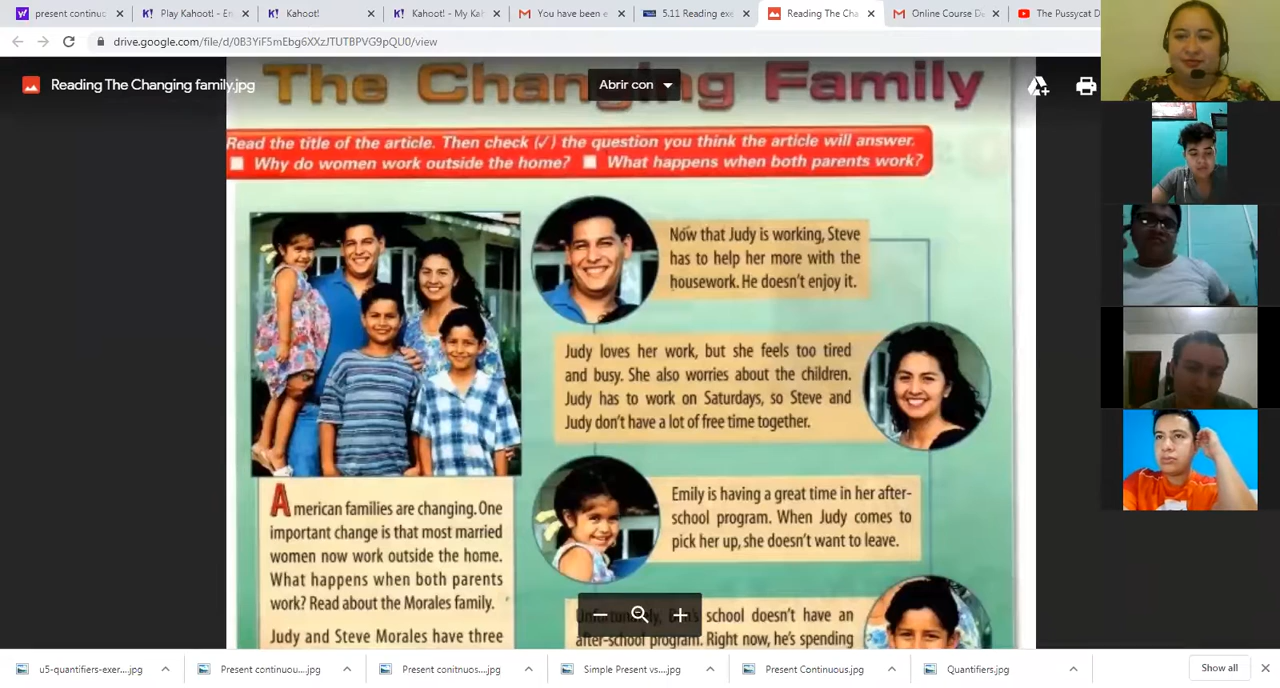 present continuc
Play Kahoot! - En
Kahoot!
Kahoot! - My Kal
You have been e
5.11 Reading exe
Reading The Cha
Online Course D
The Pussycat D
drive.google.com/file/d/0B3YiF5mEbg6XXzJTUTBPVG9pQU0/view
Reading The Changing family.jpg
Abrir con
The Changing Family
Read the title of the article. Then check (✓) the question you think the article will answer.
Why do women work outside the home? What happens when both parents work?
Now that Judy is working, Steve
has to help her more with the
housework. He doesn't enjoy it.
Judy loves her work, but she feels too tired
and busy. She also worries about the children.
Judy has to work on Saturdays, so Steve and
Judy don't have a lot of free time together.
Emily is having a great time in her after-
school program. When Judy comes to
pick her up, she doesn't want to leave.
American families are changing. One
important change is that most married
women now work outside the home.
What happens when both parents
work? Read about the Morales family.
Judy and Steve Morales have three
Unfortunately, school doesn't have an
after-school program. Right now, he's spending
u5-quantifiers-exer....jpg
Present continuou....jpg
Present conitnuos....jpg
Simple Present vs....jpg
Present Continuous.jpg
Quantifiers.jpg
Show all